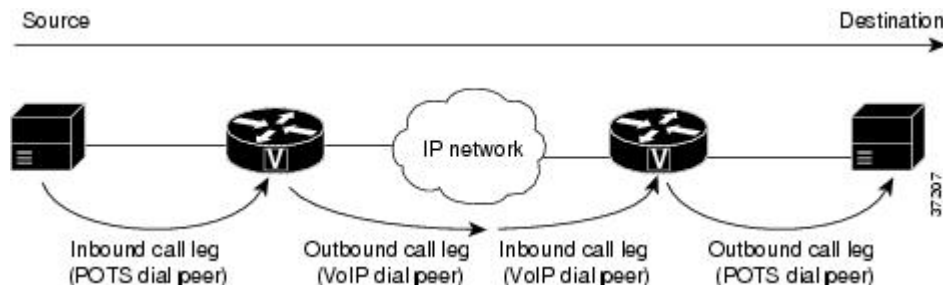 Source
Destination
IP network
V
V
37207
Inbound call leg
(POTS dial peer)
Outbound call leg
(VoIP dial peer)
Inbound call leg
(VoIP dial peer)
Outbound call leg
(POTS dial peer)